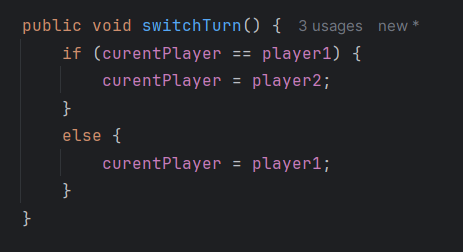 public void switchTurn() { 3 usages new *
    if (curentPlayer == player1) {
        curentPlayer = player2;
    }
    else {
        curentPlayer = player1;
    }
}